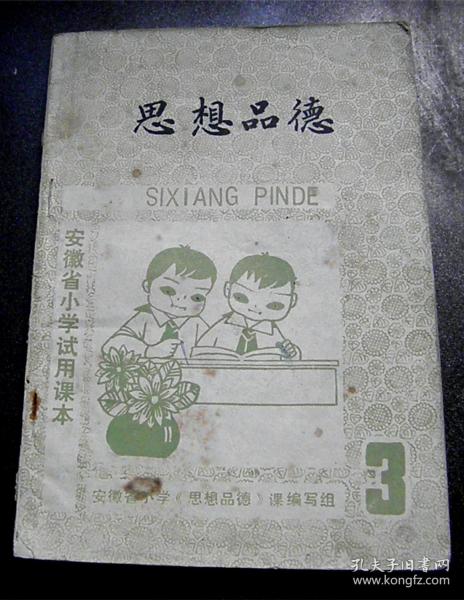 思想品德
SIXIANG PINDE
安徽省小学试用课本
3
安徽省小学《思想品德》课编写组
孔夫子旧书网
www.kongfz.com